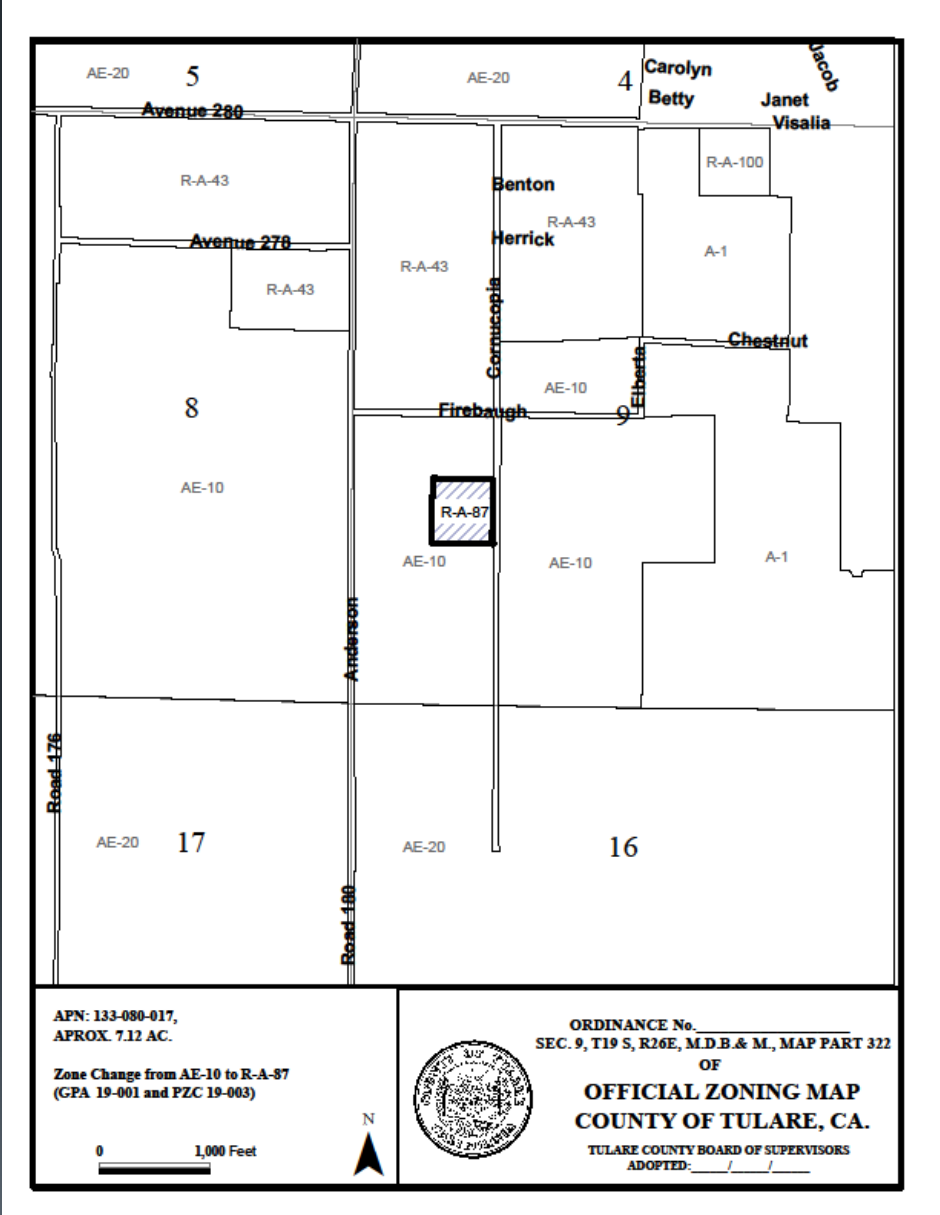 AE-20
5
AE-20
4
Carolyn
Jacob
Betty
Janet
Avenue 280
Visalia
R-A-100
R-A-43
Benton
R-A-43
Avenue 278
Herrick
A-1
R-A-43
R-A-43
Cornucopia
Chestnut
Elberta
AE-10
8
Firebaugh
9
AE-10
R-A-87
AE-10
AE-10
A-1
Anderson
Road 176
AE-20
17
AE-20
16
Road 180
APN: 133-080-017,
APROX. 7.12 AC.
Zone Change from AE-10 to R-A-87
(GPA 19-001 and PZC 19-003)
0
1,000 Feet
N
ORDINANCE No.____________________
SEC. 9, T19 S, R26E, M.D.B.& M., MAP PART 322
OF
OFFICIAL ZONING MAP
COUNTY OF TULARE, CA.
TULARE COUNTY BOARD OF SUPERVISORS
ADOPTED:_____/_____/_____